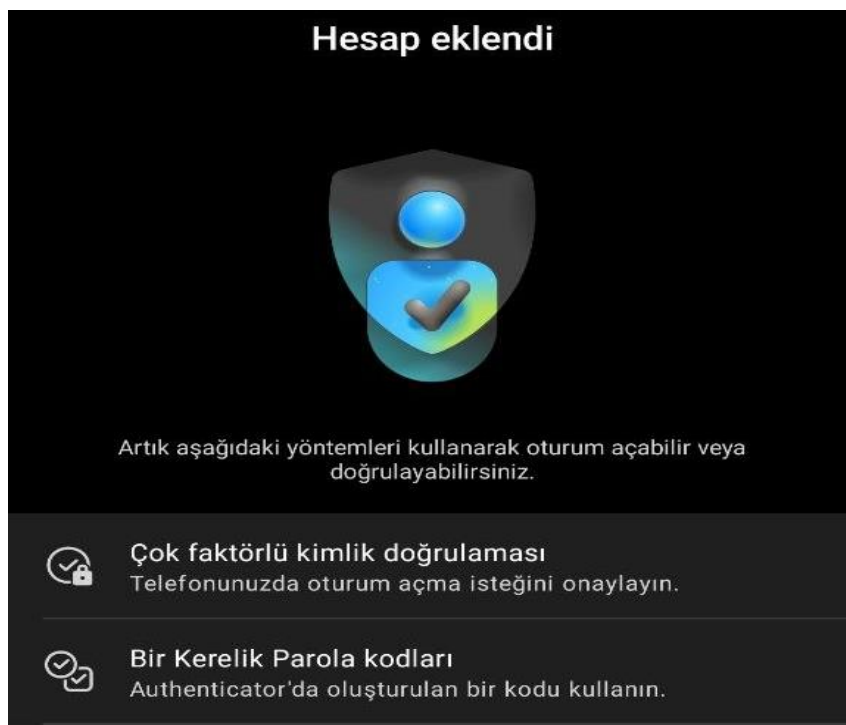 Hesap eklendi
Artık aşağıdaki yöntemleri kullanarak oturum açabilir veya
doğrulayabilirsiniz.
Çok faktörlü kimlik doğrulaması
Telefonunuzda oturum açma isteğini onaylayın.
Bir Kerelik Parola kodları
Authenticator'da oluşturulan bir kodu kullanın.